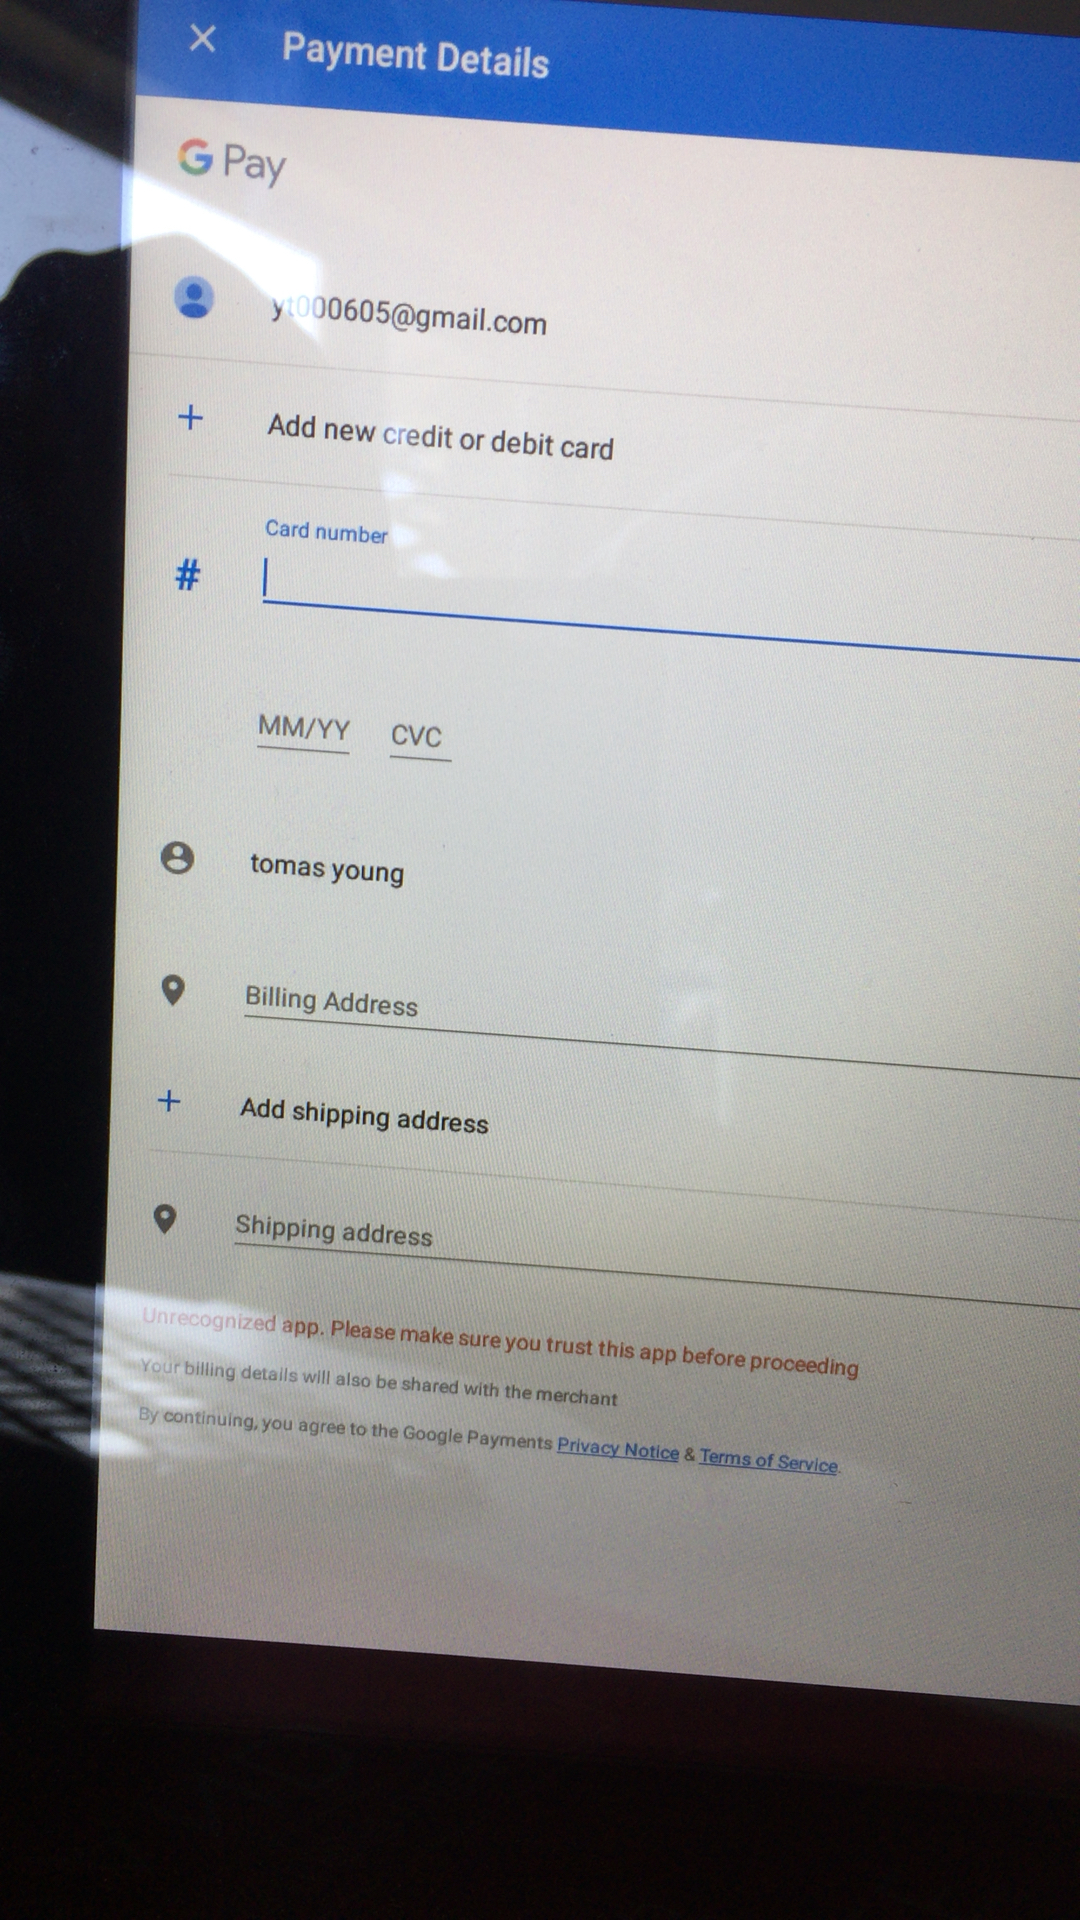 Payment Details
G Pay
yt000605@gmail.com
Add new credit or debit card
Card number
#
MM/YY CVC
tomas young
Billing Address
Add shipping address
Shipping address
Unrecognized app. Please make sure you trust this app before proceeding
Your billing details will also be shared with the merchant
By continuing, you agree to the Google Payments Privacy Notice & Terms of Service.